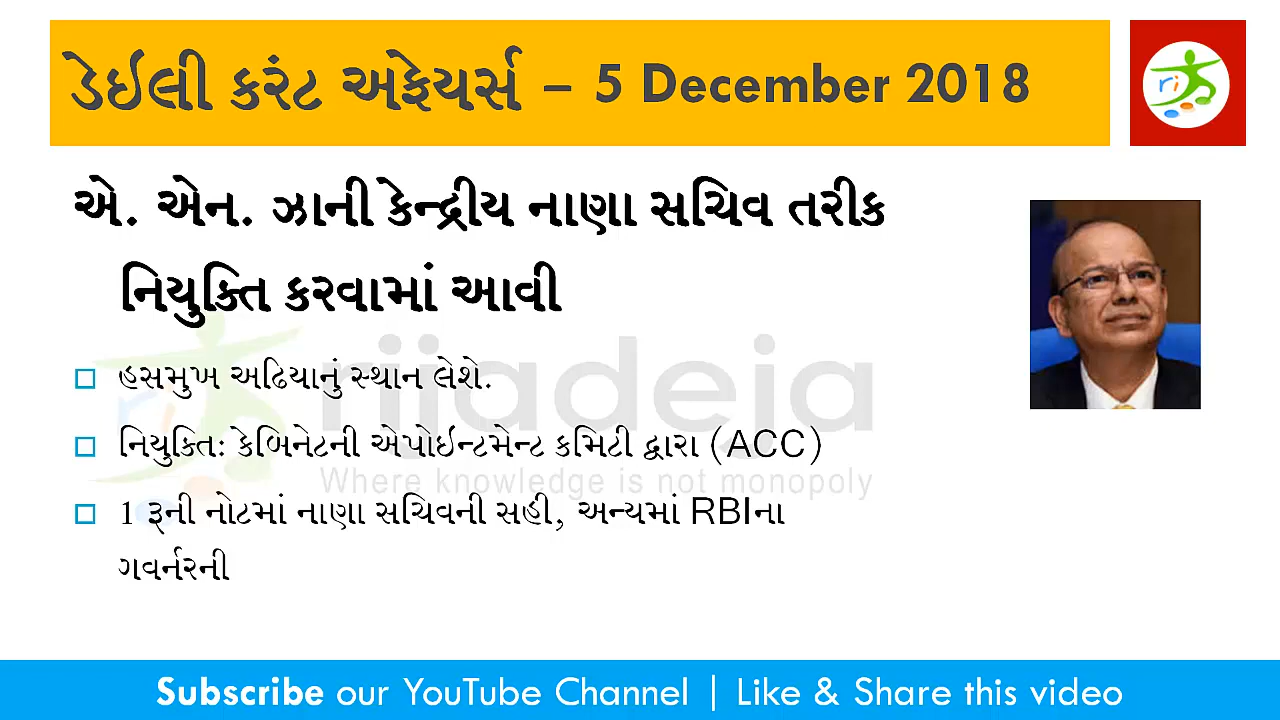 ડેઈલી કરંટ અફેયર્સ – 5 December 2018
એ. એન. ઝાની કેન્દ્રીય નાણા સચિવ તરીક
નિયુક્તિ કરવામાં આવી
હસમુખ અઢિયાનું સ્થાન લેશે.
નિયુક્તિ: કેબિનેટની એપોઇન્ટમેન્ટ કમિટી દ્વારા (ACC)
1 રૂની નોટમાં નાણા સચિવની સહી, અન્યમાં RBIના
ગવર્નરની
rijadeja
Where knowledge is not monopoly
Subscribe our YouTube Channel | Like & Share this video